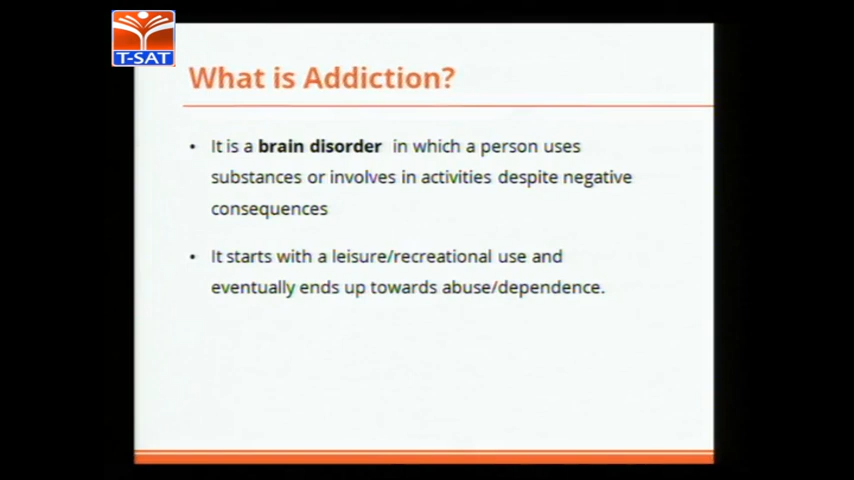 T-SAT
What is Addiction?
• It is a brain disorder in which a person uses
substances or involves in activities despite negative
consequences
• It starts with a leisure/recreational use and
eventually ends up towards abuse/dependence.